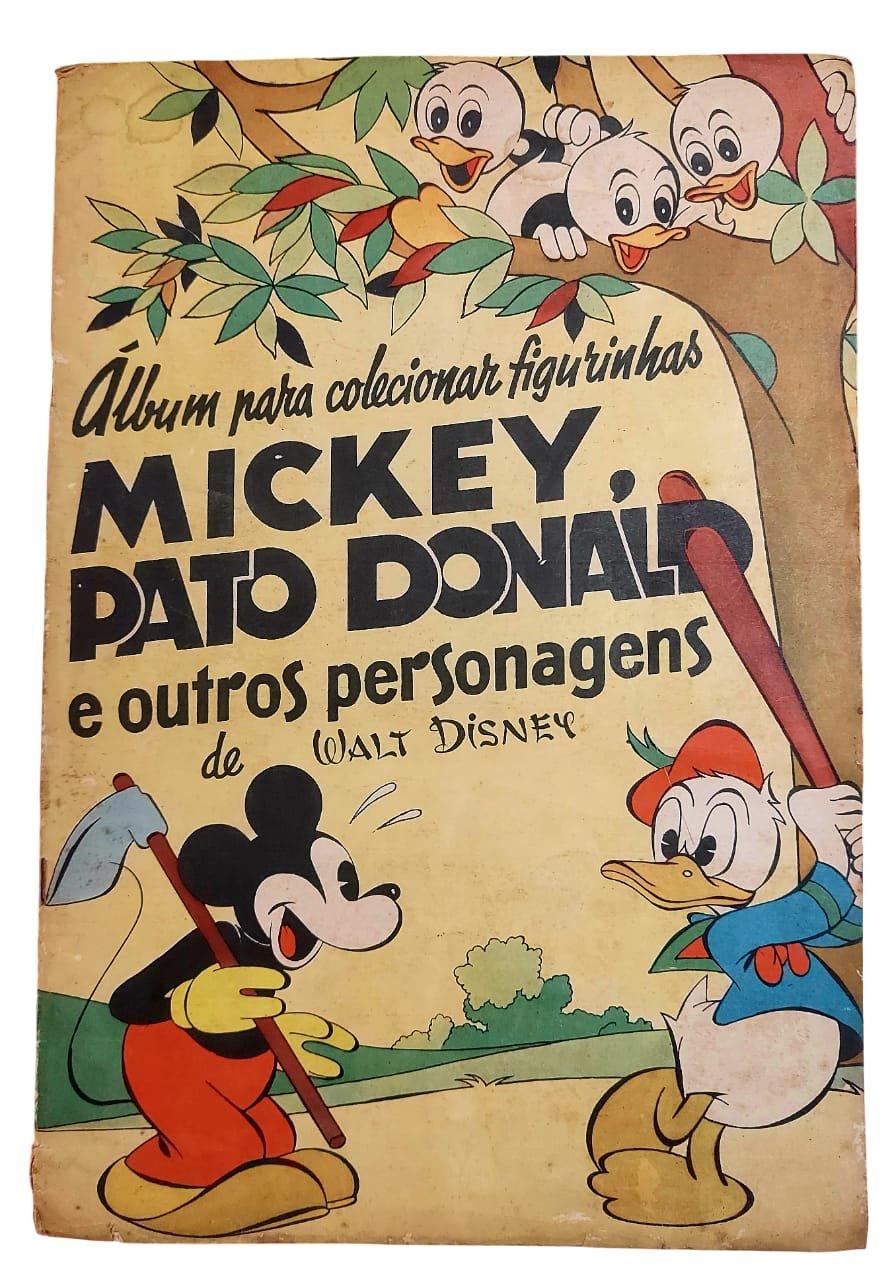 Álbum para colecionar figurinhas
MICKEY,
PATO DONALD
e outros personagens
de WALT DISNEY